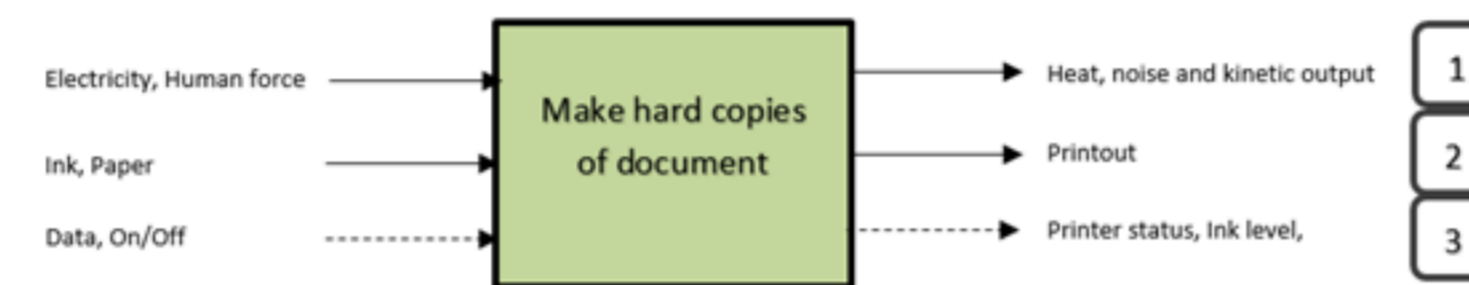 Electricity, Human force
Ink, Paper
Data, On/Off
Make hard copies
of document
Heat, noise and kinetic output
Printout
Printer status, Ink level,
1
2
3